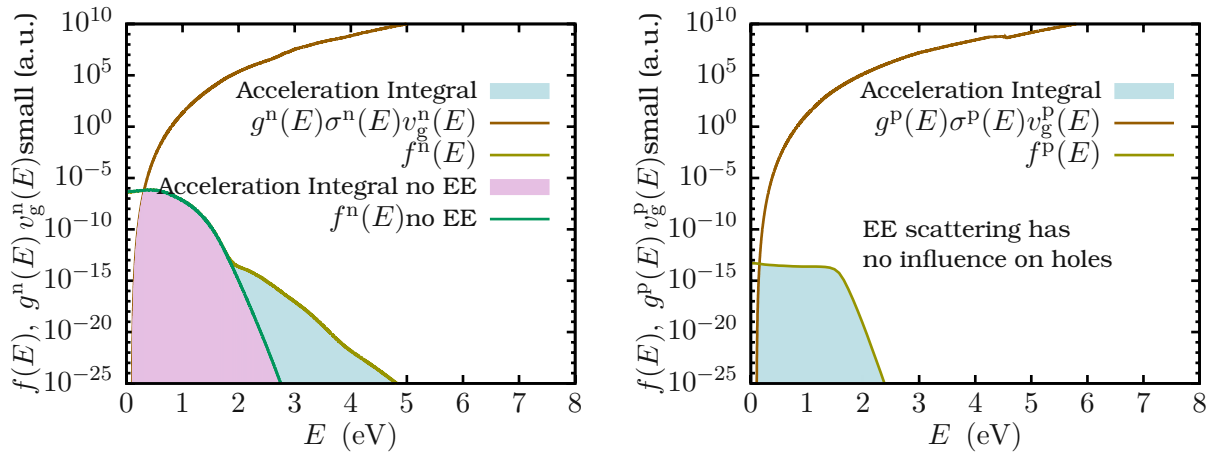 f(E), g^n(E) v_g^n(E) small (a.u.)
10^10
10^5
10^0
10^−5
10^−10
10^−15
10^−20
10^−25
Acceleration Integral
g^n(E)σ^n(E)v_g^n(E)
f^n(E)
Acceleration Integral no EE
f^n(E) no EE
0 1 2 3 4 5 6 7 8
E (eV)
f(E), g^p(E) v_g^p(E) small (a.u.)
10^10
10^5
10^0
10^−5
10^−10
10^−15
10^−20
10^−25
Acceleration Integral
g^p(E)σ^p(E)v_g^p(E)
f^p(E)
EE scattering has
no influence on holes
0 1 2 3 4 5 6 7 8
E (eV)